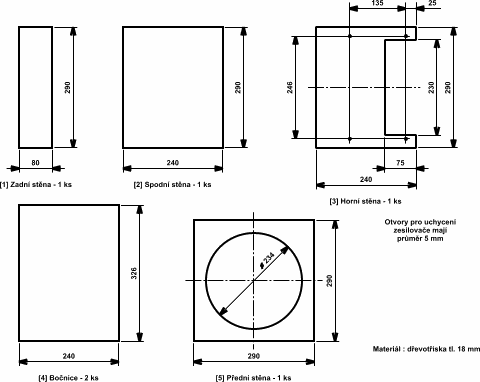 135
25
290
290
246
230
290
80
240
75
240
[1] Zadní stěna - 1 ks
[2] Spodní stěna - 1 ks
[3] Horní stěna - 1 ks
Otvory pro uchycení
zesilovače mají
průměr 5 mm
326
ø 234
290
240
290
Materiál : dřevotříska tl. 18 mm
[4] Bočnice - 2 ks
[5] Přední stěna - 1 ks